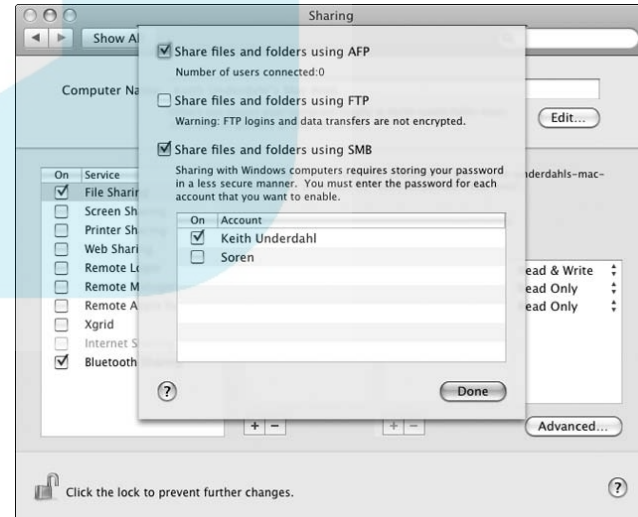 Sharing
Show Al
Computer Na
Edit...
Share files and folders using AFP
Number of users connected:0
Share files and folders using FTP
Warning: FTP logins and data transfers are not encrypted.
Share files and folders using SMB
Sharing with Windows computers requires storing your password
in a less secure manner. You must enter the password for each
account that you want to enable.
On Account
Keith Underdahl
Soren
Done
On Service
File Sharin
Screen Sh
Printer Sh
Web Shari
Remote Lo
Remote M
Remote A
Xgrid
Internet S
Bluetooth
nderdahls-mac-
ead & Write
ead Only
ead Only
Advanced...
Click the lock to prevent further changes.